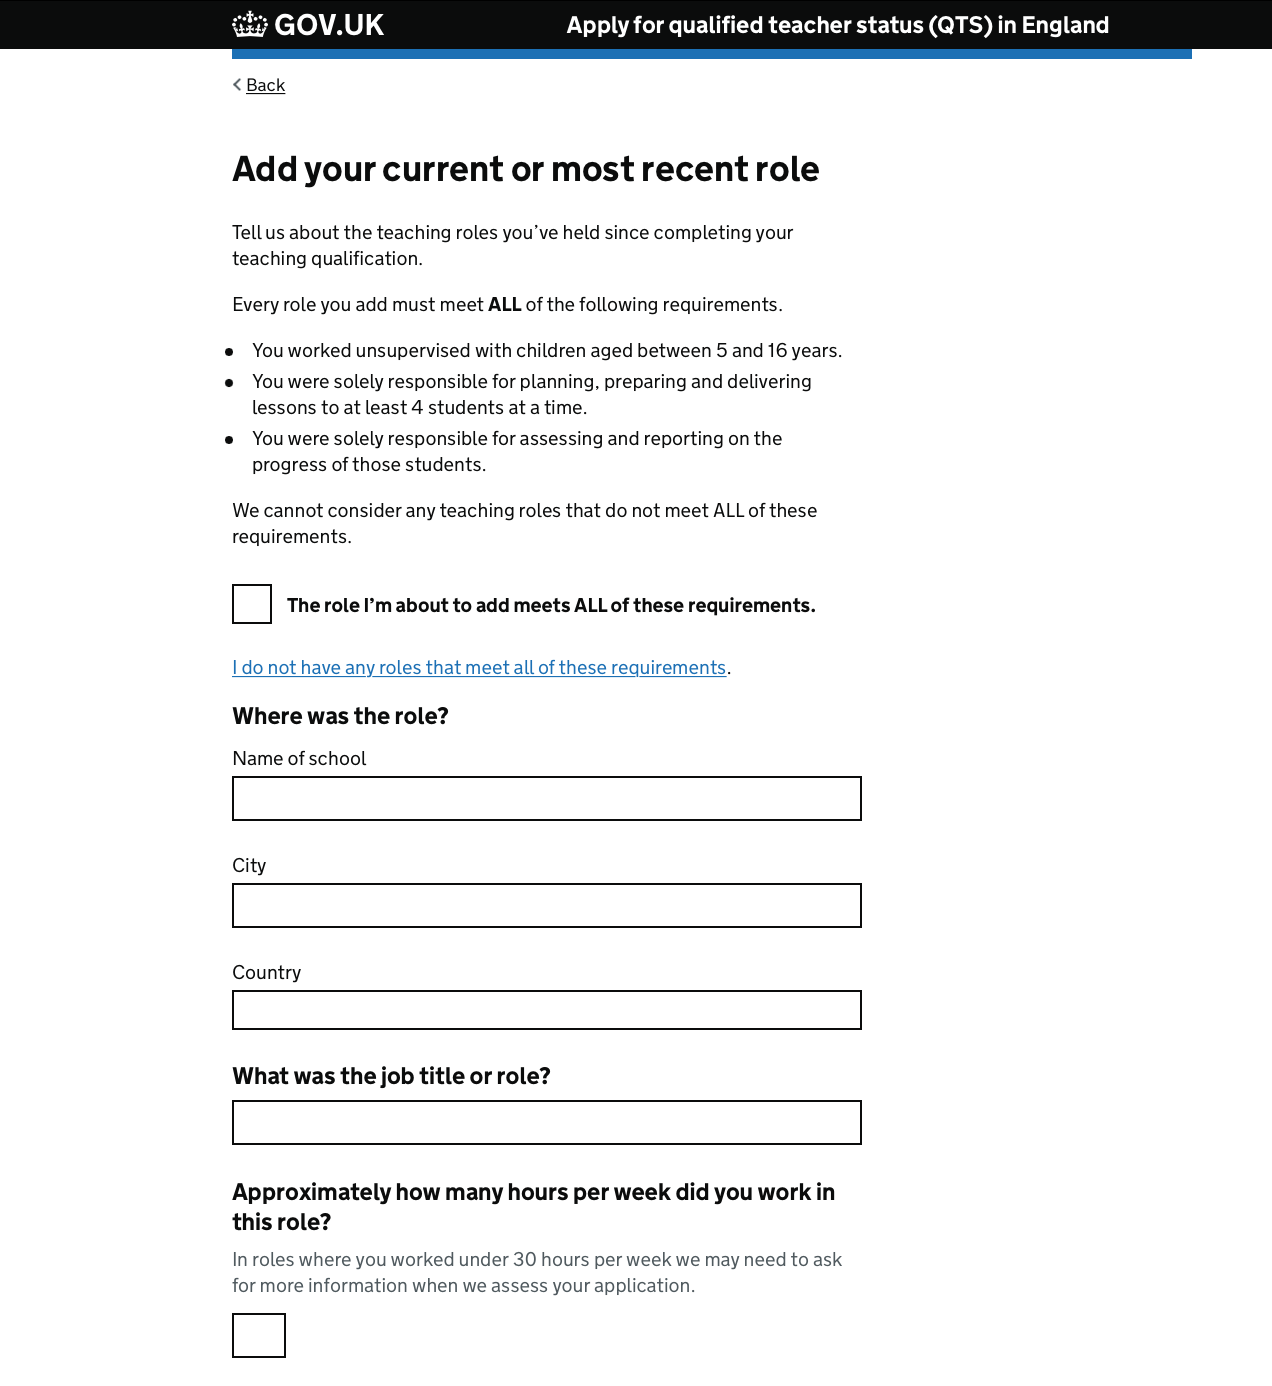 GOV.UK
Apply for qualified teacher status (QTS) in England
Back
Add your current or most recent role
Tell us about the teaching roles you’ve held since completing your
teaching qualification.
Every role you add must meet ALL of the following requirements.
You worked unsupervised with children aged between 5 and 16 years.
You were solely responsible for planning, preparing and delivering
lessons to at least 4 students at a time.
You were solely responsible for assessing and reporting on the
progress of those students.
We cannot consider any teaching roles that do not meet ALL of these
requirements.
The role I’m about to add meets ALL of these requirements.
I do not have any roles that meet all of these requirements.
Where was the role?
Name of school
City
Country
What was the job title or role?
Approximately how many hours per week did you work in
this role?
In roles where you worked under 30 hours per week we may need to ask
for more information when we assess your application.